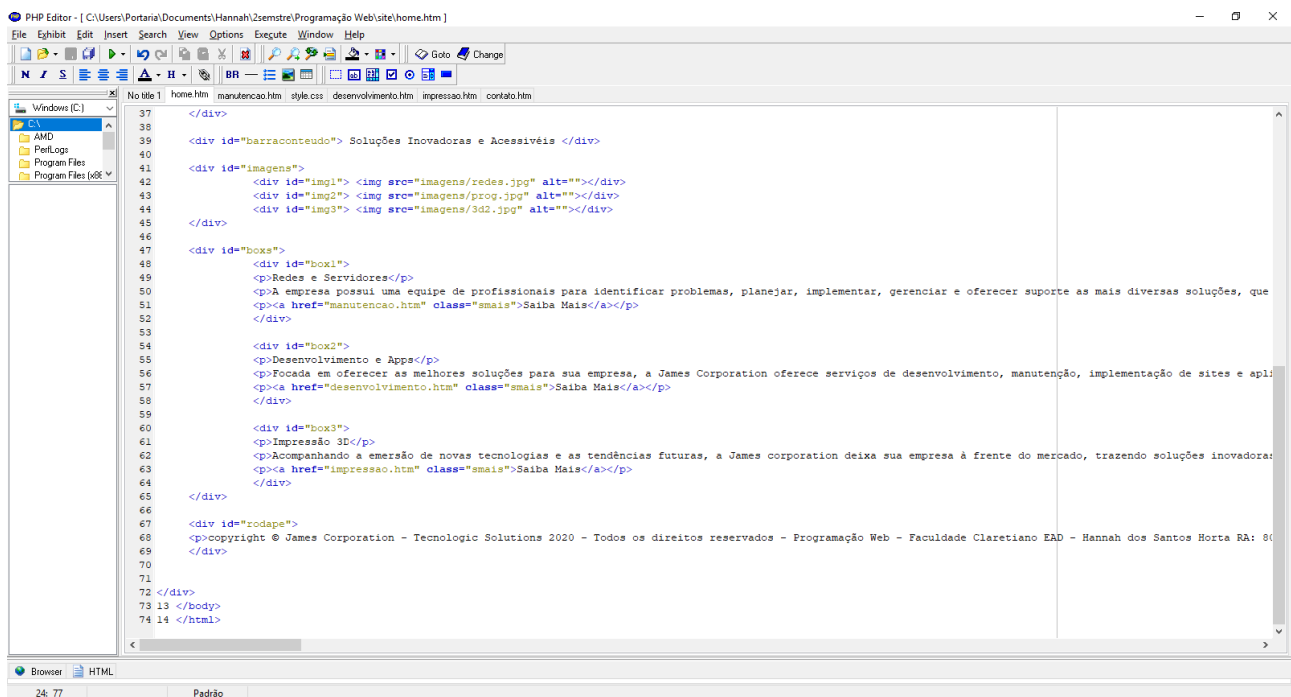 PHP Editor - [ C:\Users\Portaria\Documents\Hannah\2semstre\Programação Web\site\home.htm ]
File Exhibit Edit Insert Search View Options Execute Window Help
Goto Change
N I S A H BR
No title 1 home.htm manutencao.htm style.css desenvolvimento.htm impressao.htm contato.htm
Windows (C:)
C:\
AMD
PerfLogs
Program Files
Program Files (x86
37 </div>
38
39 <div id="barraconteudo"> Soluções Inovadoras e Acessivéis </div>
40
41 <div id="imagens">
42 <div id="img1"> <img src="imagens/redes.jpg" alt=""></div>
43 <div id="img2"> <img src="imagens/prog.jpg" alt=""></div>
44 <div id="img3"> <img src="imagens/3d2.jpg" alt=""></div>
45 </div>
46
47 <div id="boxs">
48 <div id="box1">
49 <p>Redes e Servidores</p>
50 <p>A empresa possui uma equipe de profissionais para identificar problemas, planejar, implementar, gerenciar e oferecer suporte as mais diversas soluções, que
51 <p><a href="manutencao.htm" class="smais">Saiba Mais</a></p>
52 </div>
53
54 <div id="box2">
55 <p>Desenvolvimento e Apps</p>
56 <p>Focada em oferecer as melhores soluções para sua empresa, a James Corporation oferece serviços de desenvolvimento, manutenção, implementação de sites e apli
57 <p><a href="desenvolvimento.htm" class="smais">Saiba Mais</a></p>
58 </div>
59
60 <div id="box3">
61 <p>Impressão 3D</p>
62 <p>Acompanhando a emersão de novas tecnologias e as tendências futuras, a James corporation deixa sua empresa à frente do mercado, trazendo soluções inovadoras
63 <p><a href="impressao.htm" class="smais">Saiba Mais</a></p>
64 </div>
65 </div>
66
67 <div id="rodape">
68 <p>copyright © James Corporation - Tecnologic Solutions 2020 - Todos os direitos reservados - Programação Web - Faculdade Claretiano EAD - Hannah dos Santos Horta RA: 80
69 </div>
70
71
72 </div>
73 13 </body>
74 14 </html>
Browser HTML
24: 77 Padrão